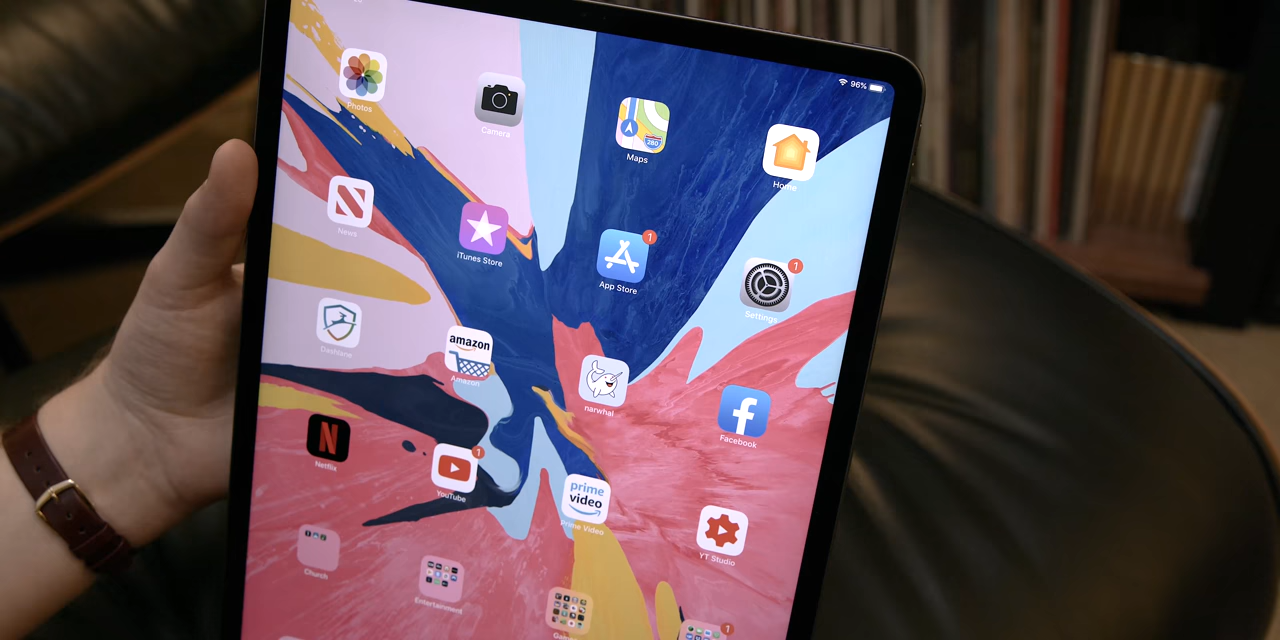 96%
Photos
Camera
Maps
280
Home
News
iTunes Store
1
App Store
1
Settings
Dashlane
amazon
Amazon
narwhal
Facebook
N
Netflix
1
YouTube
prime
video
Prime Video
YT Studio
Church
Entertainment
1